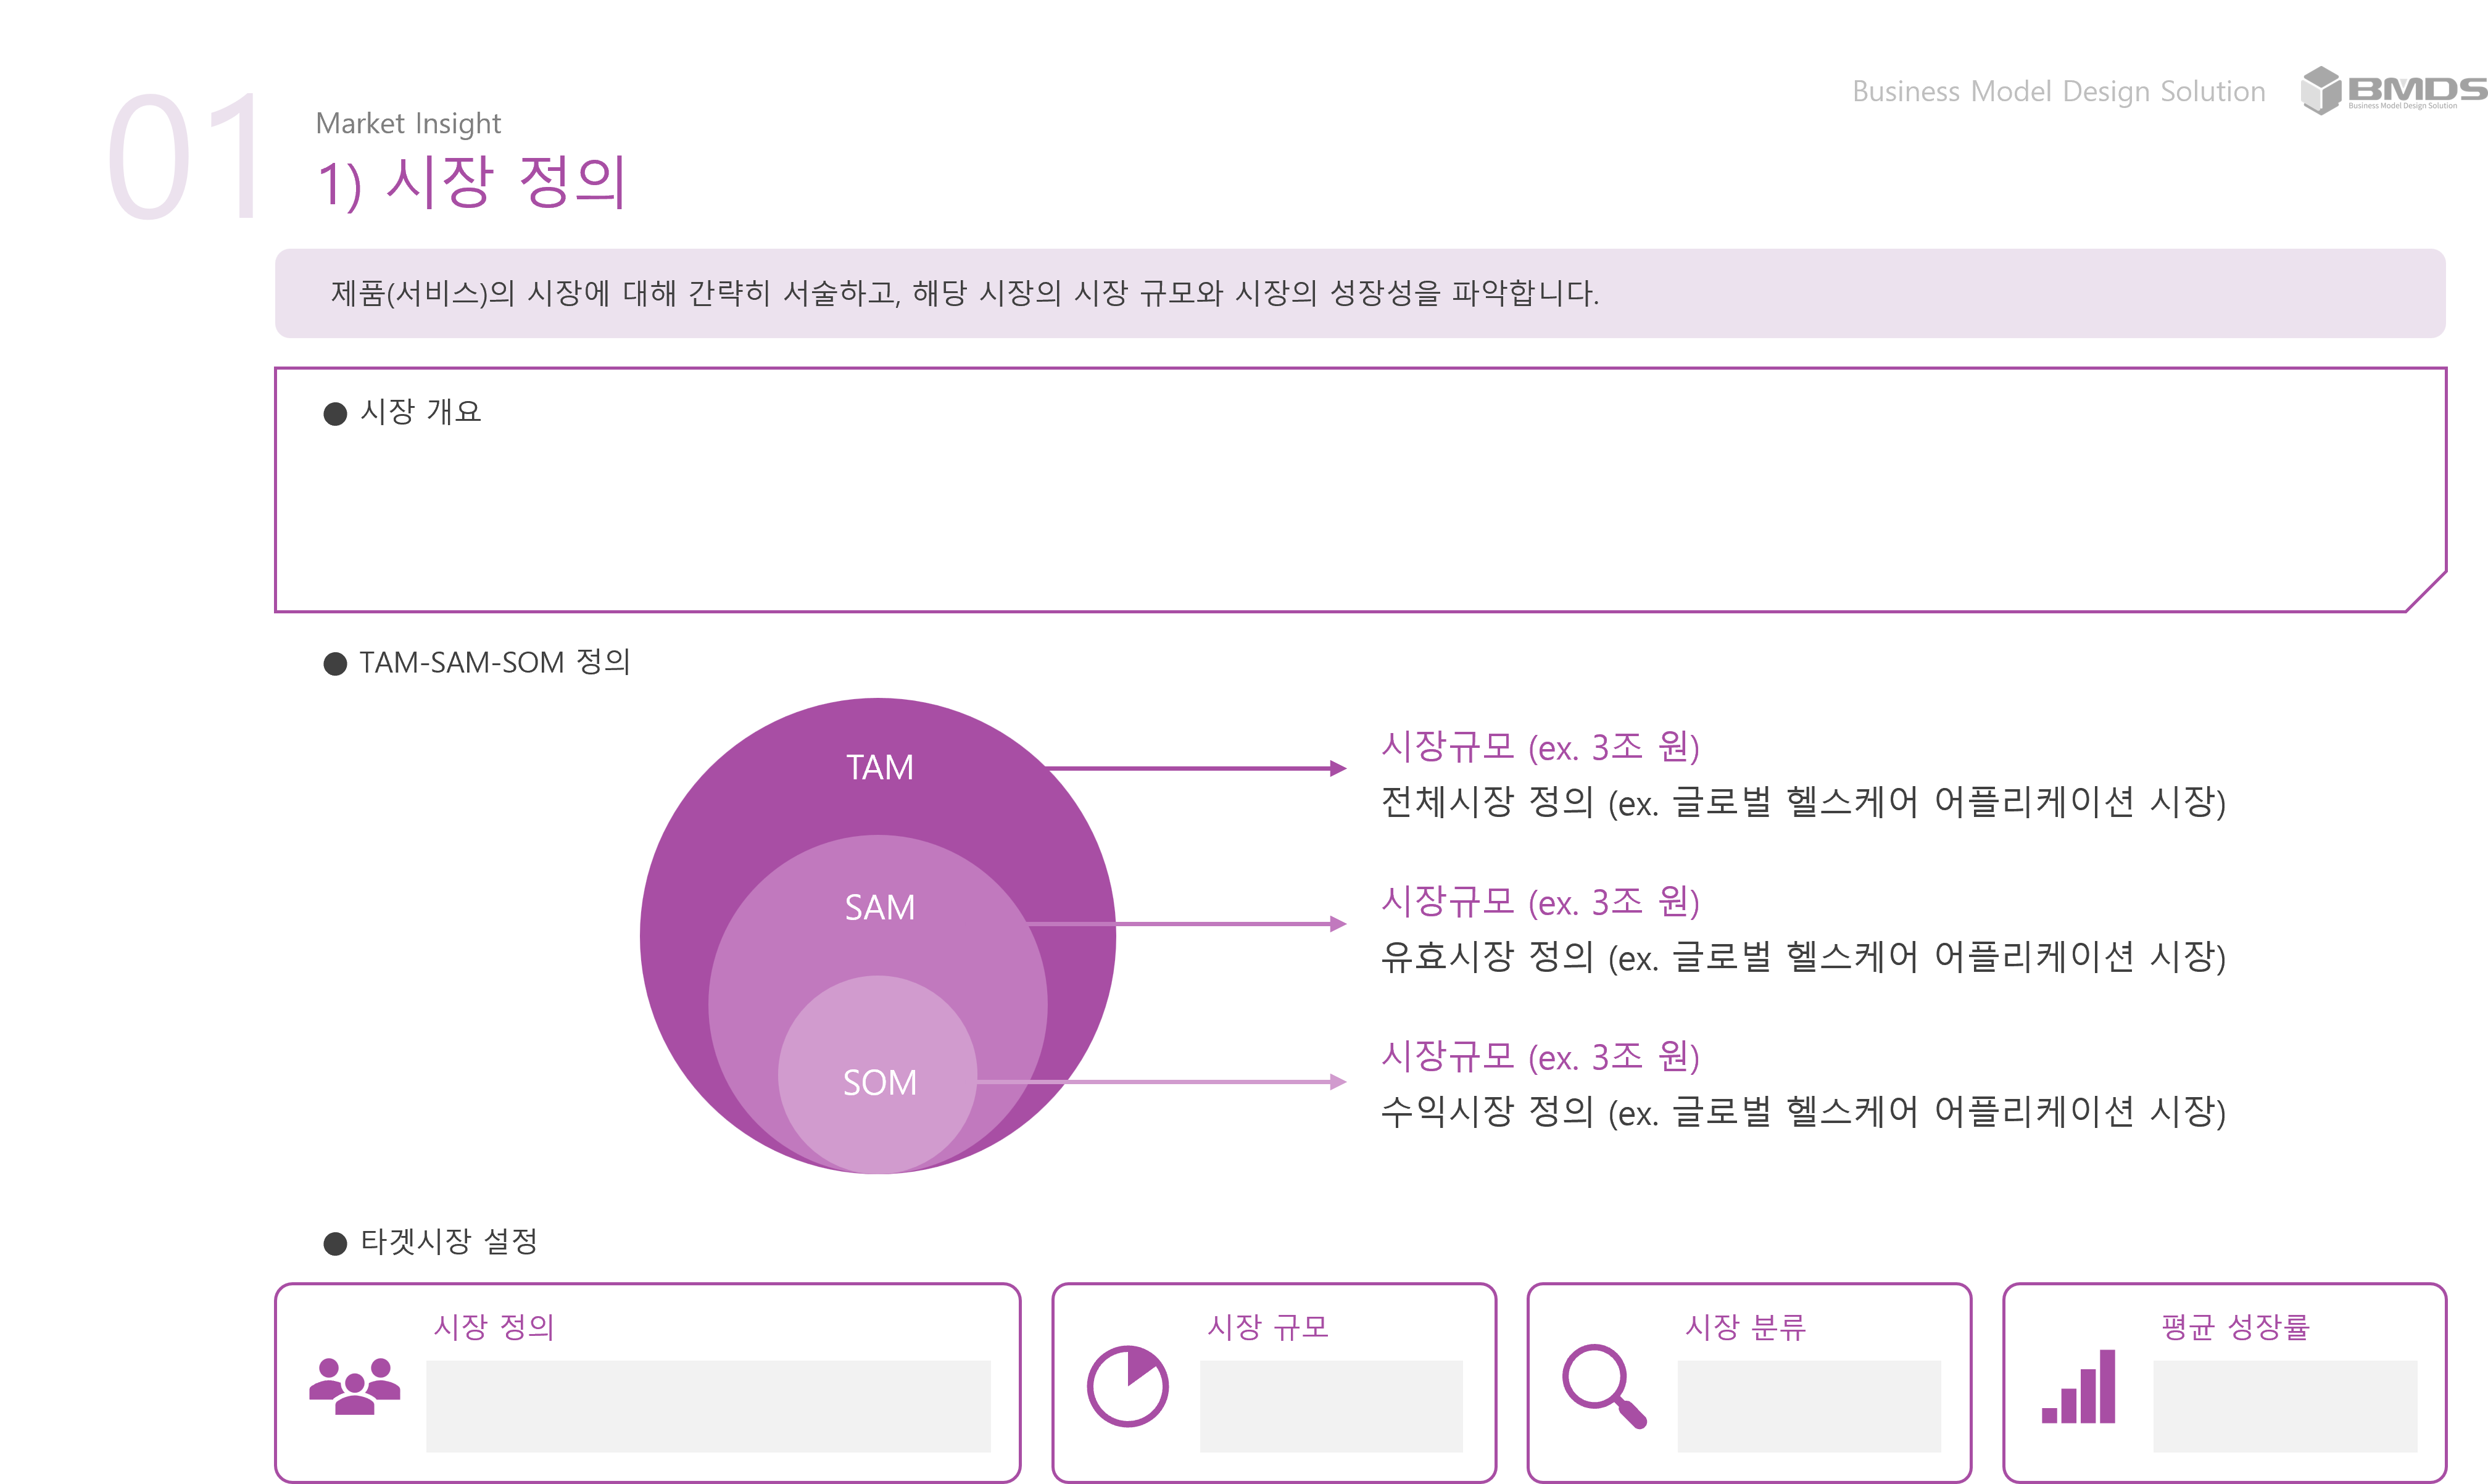 01
Market Insight
1) 시장 정의
Business Model Design Solution
BMDS
Business Model Design Solution
제품(서비스)의 시장에 대해 간략히 서술하고, 해당 시장의 시장 규모와 시장의 성장성을 파악합니다.
● 시장 개요
● TAM-SAM-SOM 정의
TAM
시장규모 (ex. 3조 원)
전체시장 정의 (ex. 글로벌 헬스케어 어플리케이션 시장)
SAM
시장규모 (ex. 3조 원)
유효시장 정의 (ex. 글로벌 헬스케어 어플리케이션 시장)
SOM
시장규모 (ex. 3조 원)
수익시장 정의 (ex. 글로벌 헬스케어 어플리케이션 시장)
● 타겟시장 설정
시장 정의
시장 규모
시장 분류
평균 성장률